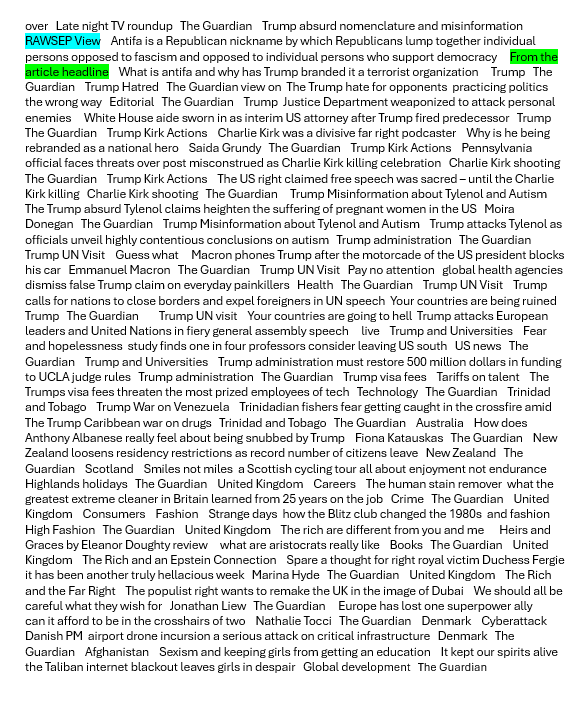 over   Late night TV roundup   The Guardian    Trump absurd nomenclature and misinformation
RAWSEP View    Antifa is a Republican nickname by which Republicans lump together individual
persons opposed to fascism and opposed to individual persons who support democracy    From the
article headline    What is antifa and why has Trump branded it a terrorist organization    Trump   The
Guardian    Trump Hatred   The Guardian view on  The Trump hate for opponents  practicing politics
the wrong way   Editorial   The Guardian    Trump  Justice Department weaponized to attack personal
enemies    White House aide sworn in as interim US attorney after Trump fired predecessor   Trump
The Guardian    Trump Kirk Actions   Charlie Kirk was a divisive far right podcaster    Why is he being
rebranded as a national hero   Saida Grundy   The Guardian    Trump Kirk Actions    Pennsylvania
official faces threats over post misconstrued as Charlie Kirk killing celebration   Charlie Kirk shooting
The Guardian    Trump Kirk Actions   The US right claimed free speech was sacred – until the Charlie
Kirk killing   Charlie Kirk shooting   The Guardian    Trump Misinformation about Tylenol and Autism
The Trump absurd Tylenol claims heighten the suffering of pregnant women in the US   Moira
Donegan   The Guardian    Trump Misinformation about Tylenol and Autism    Trump attacks Tylenol as
officials unveil highly contentious conclusions on autism   Trump administration   The Guardian
Trump UN Visit    Guess what    Macron phones Trump after the motorcade of the US president blocks
his car   Emmanuel Macron   The Guardian    Trump UN Visit   Pay no attention   global health agencies
dismiss false Trump claim on everyday painkillers   Health   The Guardian    Trump UN Visit    Trump
calls for nations to close borders and expel foreigners in UN speech  Your countries are being ruined
Trump   The Guardian      Trump UN visit    Your countries are going to hell  Trump attacks European
leaders and United Nations in fiery general assembly speech    live    Trump and Universities    Fear
and hopelessness  study finds one in four professors consider leaving US south   US news   The
Guardian    Trump and Universities    Trump administration must restore 500 million dollars in funding
to UCLA judge rules   Trump administration   The Guardian    Trump visa fees    Tariffs on talent   The
Trumps visa fees threaten the most prized employees of tech   Technology   The Guardian    Trinidad
and Tobago    Trump War on Venezuela    Trinidadian fishers fear getting caught in the crossfire amid
The Trump Caribbean war on drugs   Trinidad and Tobago   The Guardian    Australia   How does
Anthony Albanese really feel about being snubbed by Trump    Fiona Katauskas   The Guardian    New
Zealand loosens residency restrictions as record number of citizens leave   New Zealand   The
Guardian    Scotland    Smiles not miles  a Scottish cycling tour all about enjoyment not endurance
Highlands holidays   The Guardian    United Kingdom    Careers    The human stain remover  what the
greatest extreme cleaner in Britain learned from 25 years on the job   Crime   The Guardian    United
Kingdom    Consumers    Fashion    Strange days  how the Blitz club changed the 1980s  and fashion
High Fashion   The Guardian    United Kingdom    The rich are different from you and me     Heirs and
Graces by Eleanor Doughty review    what are aristocrats really like    Books   The Guardian    United
Kingdom    The Rich and an Epstein Connection    Spare a thought for right royal victim Duchess Fergie
it has been another truly hellacious week   Marina Hyde   The Guardian    United Kingdom   The Rich
and the Far Right    The populist right wants to remake the UK in the image of Dubai    We should all be
careful what they wish for   Jonathan Liew   The Guardian     Europe has lost one superpower ally
can it afford to be in the crosshairs of two    Nathalie Tocci   The Guardian    Denmark    Cyberattack
Danish PM  airport drone incursion a serious attack on critical infrastructure   Denmark   The
Guardian    Afghanistan    Sexism and keeping girls from getting an education    It kept our spirits alive
the Taliban internet blackout leaves girls in despair   Global development   The Guardian